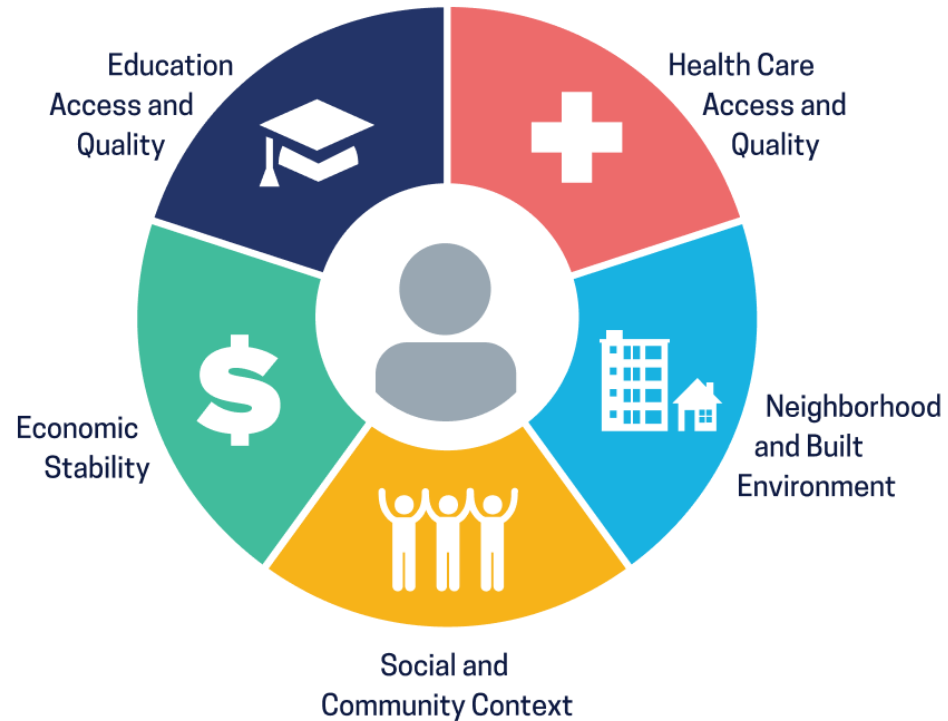 Education
Access and
Quality
Health Care
Access and
Quality
Economic
Stability
Neighborhood
and Built
Environment
Social and
Community Context